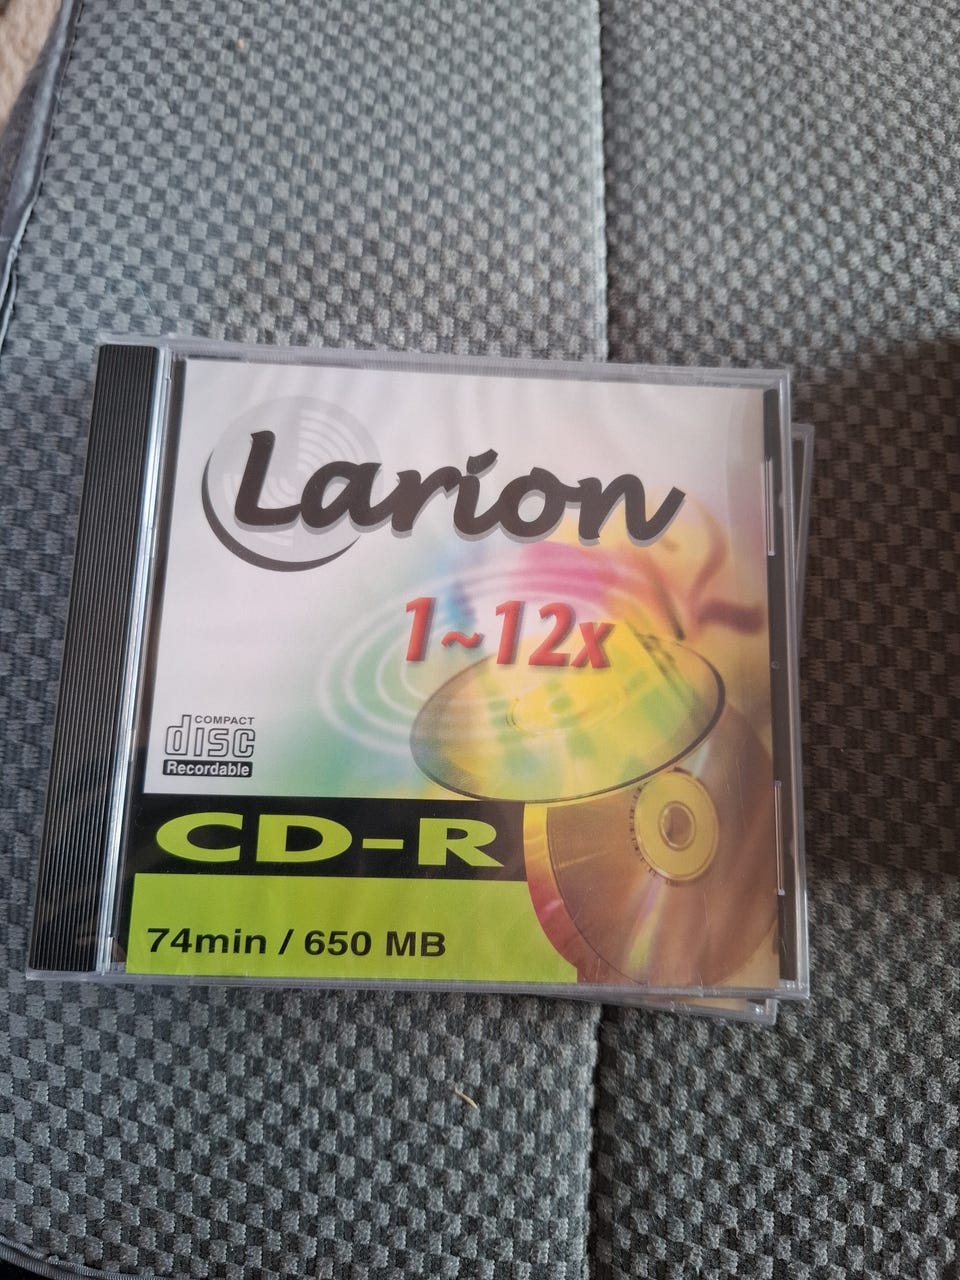 Larion
1~12x
COMPACT
disc
Recordable
CD-R
74min / 650 MB